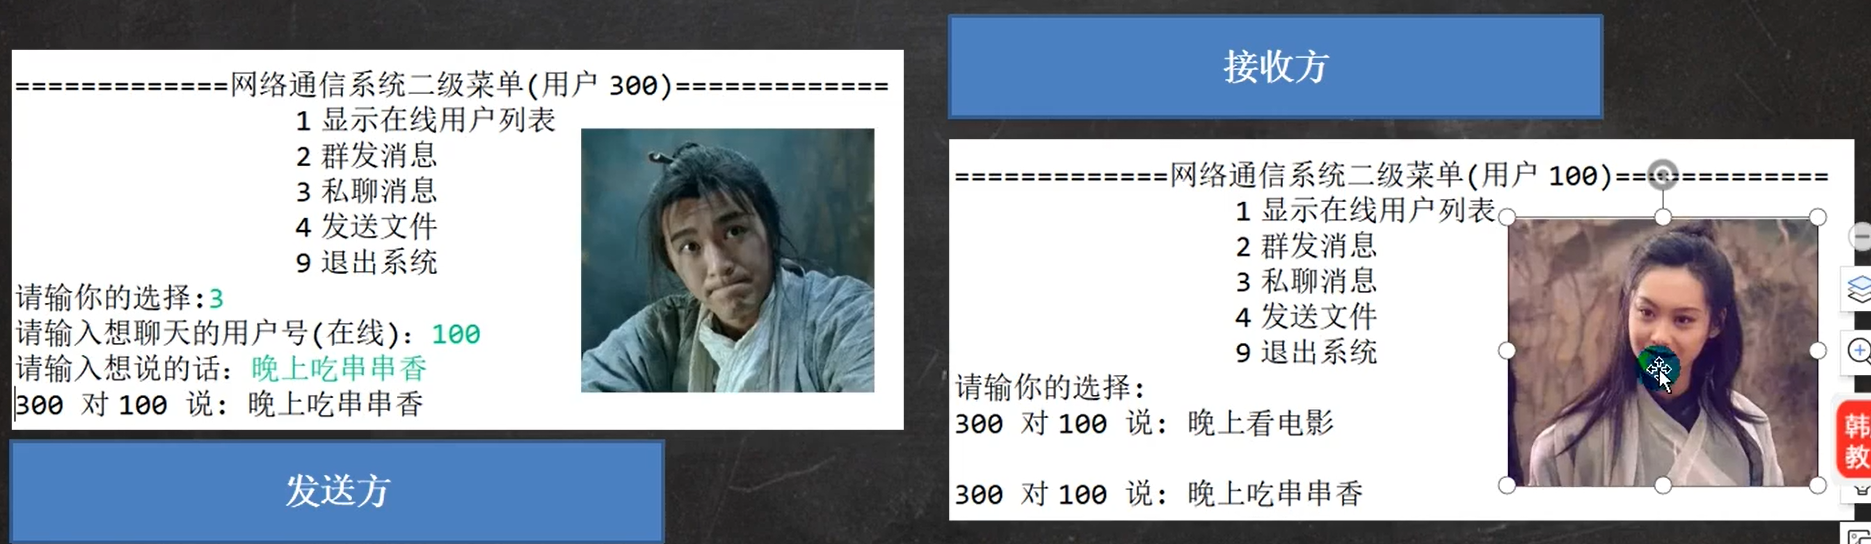 =============网络通信系统二级菜单(用户 300)=============
1 显示在线用户列表
2 群发消息
3 私聊消息
4 发送文件
9 退出系统
请输你的选择:3
请输入想聊天的用户号(在线): 100
请输入想说的话: 晚上吃串串香
300 对 100 说: 晚上吃串串香
发送方
接收方
=============网络通信系统二级菜单(用户 100)=============
1 显示在线用户列表
2 群发消息
3 私聊消息
4 发送文件
9 退出系统
请输你的选择:
300 对 100 说: 晚上看电影
300 对 100 说: 晚上吃串串香
韩
教